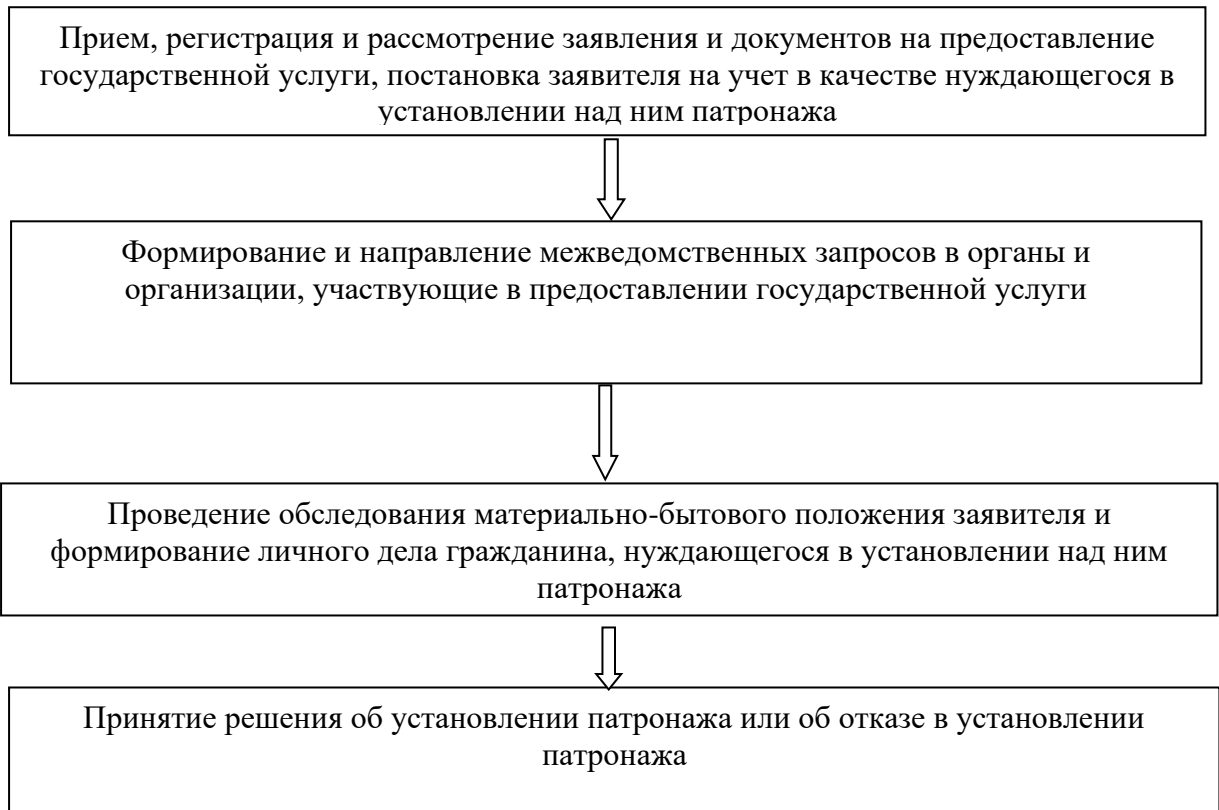 Прием, регистрация и рассмотрение заявления и документов на предоставление
государственной услуги, постановка заявителя на учет в качестве нуждающегося в
установлении над ним патронажа
Формирование и направление межведомственных запросов в органы и
организации, участвующие в предоставлении государственной услуги
Проведение обследования материально-бытового положения заявителя и
формирование личного дела гражданина, нуждающегося в установлении над ним
патронажа
Принятие решения об установлении патронажа или об отказе в установлении
патронажа